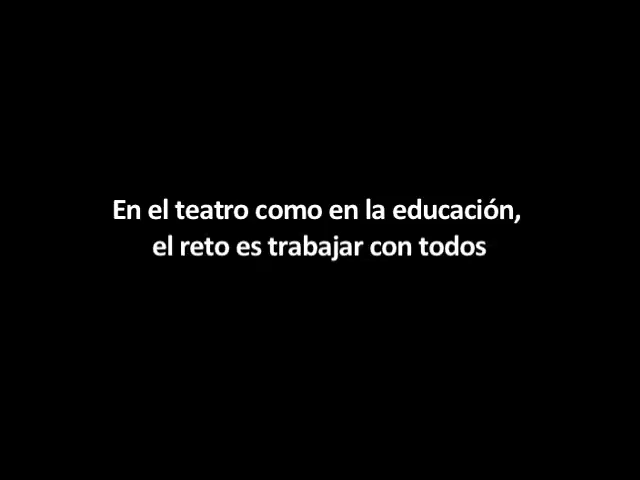 En el teatro como en la educación,
el reto es trabajar con todos